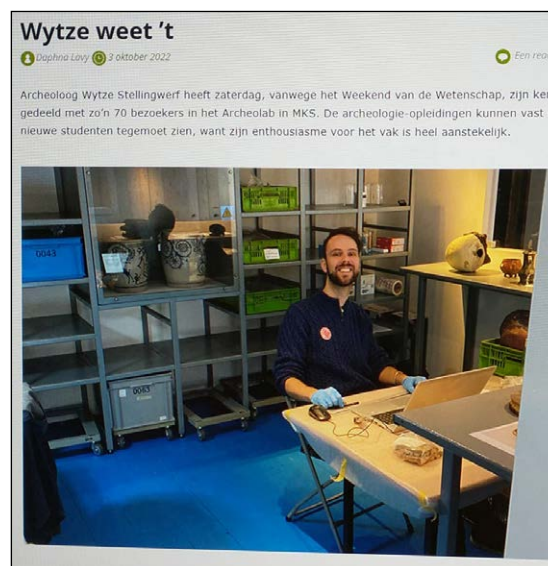 Wytze weet ’t
Daphna Lavy 3 oktober 2022
Een rea
Archeoloog Wytze Stellingwerf heeft zaterdag, vanwege het Weekend van de Wetenschap, zijn ken
gedeeld met zo’n 70 bezoekers in het Archeolab in MKS. De archeologie-opleidingen kunnen vast
nieuwe studenten tegemoet zien, want zijn enthousiasme voor het vak is heel aanstekelijk.
0043
0063